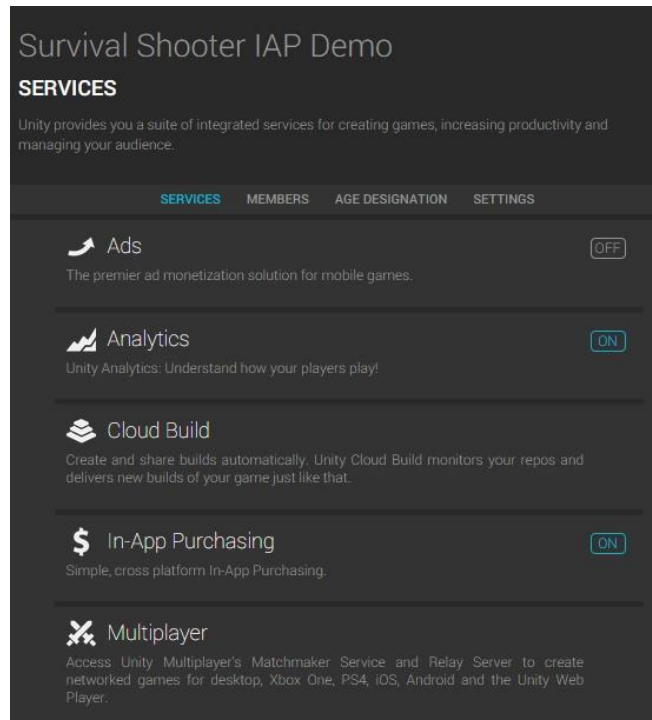 Survival Shooter IAP Demo
SERVICES
Unity provides you a suite of integrated services for creating games, increasing productivity and
managing your audience.
SERVICES MEMBERS AGE DESIGNATION SETTINGS
Ads OFF
The premier ad monetization solution for mobile games.
Analytics ON
Unity Analytics: Understand how your players play!
Cloud Build
Create and share builds automatically. Unity Cloud Build monitors your repos and
delivers new builds of your game just like that.
In-App Purchasing ON
Simple, cross platform In-App Purchasing.
Multiplayer
Access Unity Multiplayer's Matchmaker Service and Relay Server to create
networked games for desktop, Xbox One, PS4, iOS, Android and the Unity Web
Player.